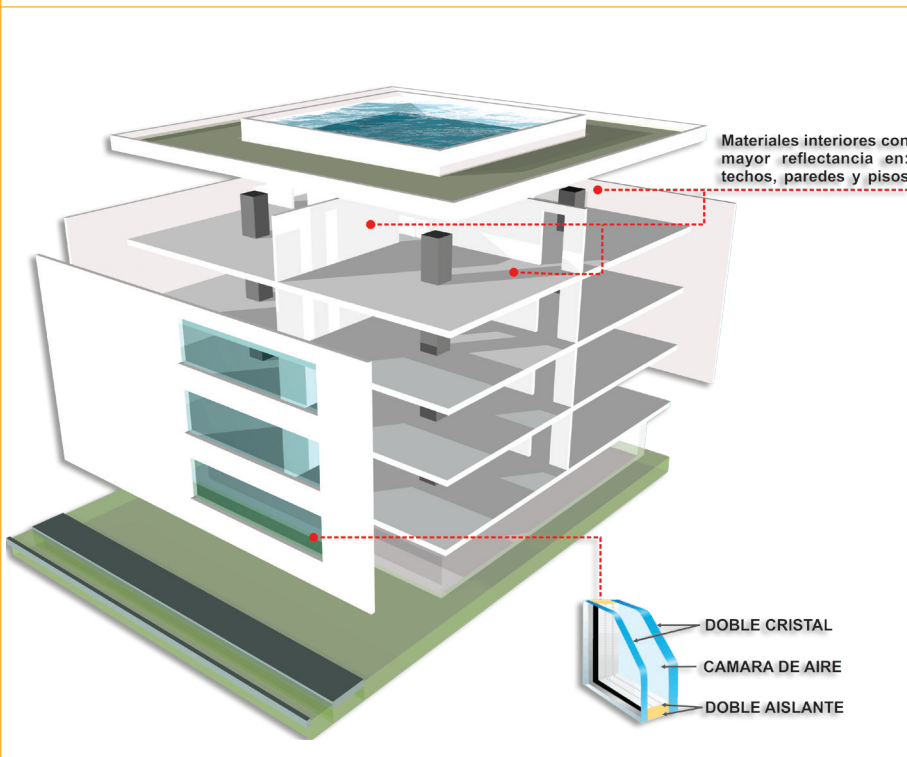 Materiales interiores con
mayor reflectancia en:
techos, paredes y pisos
DOBLE CRISTAL
CAMARA DE AIRE
DOBLE AISLANTE